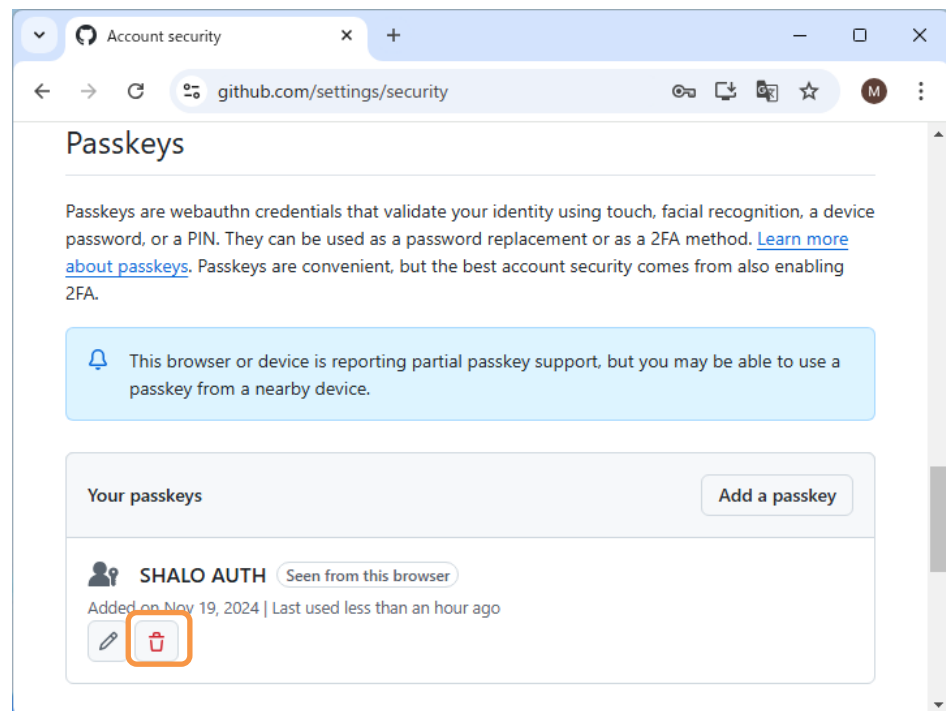 Account security
github.com/settings/security
M
Passkeys
Passkeys are webauthn credentials that validate your identity using touch, facial recognition, a device
password, or a PIN. They can be used as a password replacement or as a 2FA method. Learn more
about passkeys. Passkeys are convenient, but the best account security comes from also enabling
2FA.
This browser or device is reporting partial passkey support, but you may be able to use a
passkey from a nearby device.
Your passkeys
Add a passkey
SHALO AUTH
Seen from this browser
Added on Nov 19, 2024 | Last used less than an hour ago